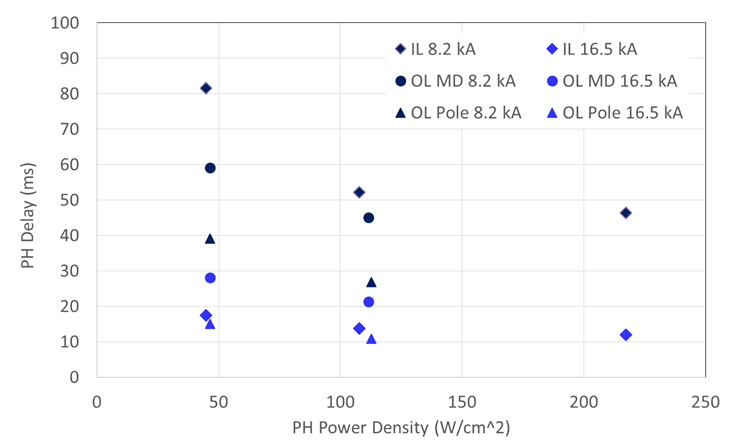 100
90
80
70
60
50
40
30
20
10
0
PH Delay (ms)
IL 8.2 kA IL 16.5 kA
OL MD 8.2 kA OL MD 16.5 kA
OL Pole 8.2 kA OL Pole 16.5 kA
0 50 100 150 200 250
PH Power Density (W/cm^2)